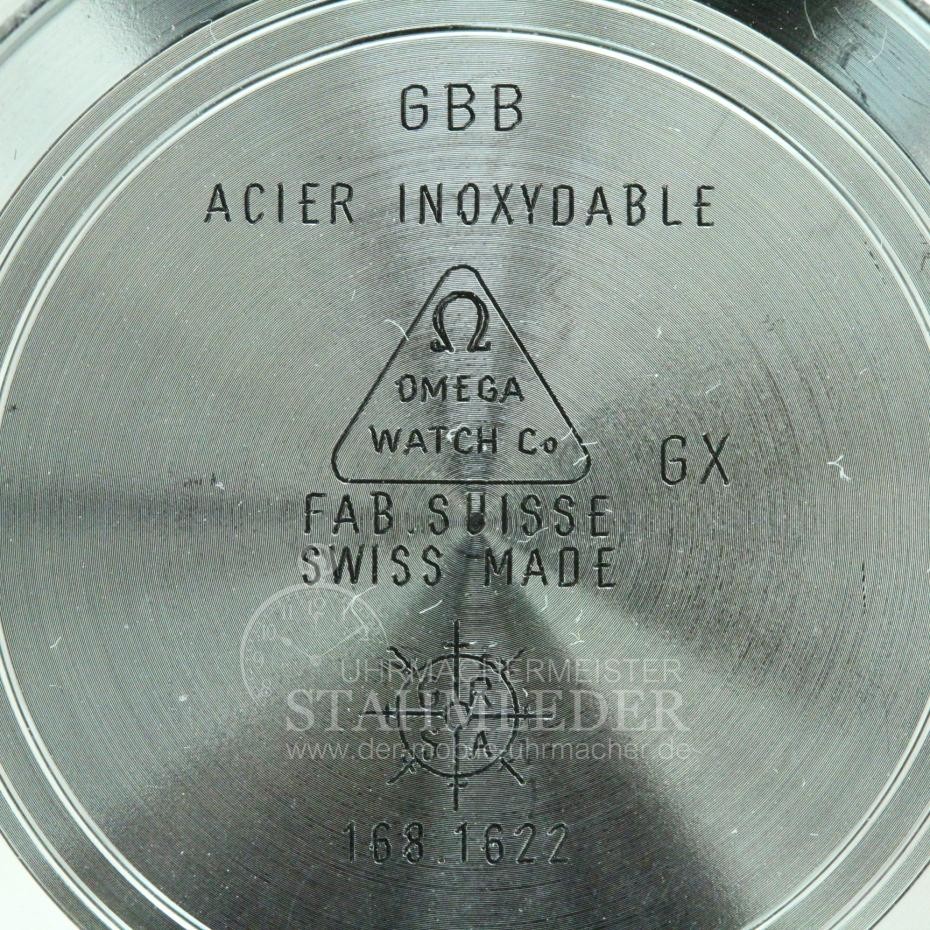 GBB
ACIER INOXYDABLE
Ω
OMEGA
WATCH Co
GX
FAB.SUISSE
SWISS MADE
UHRMACHERMEISTER
STAHMLEDER
www.der-mobile-uhrmacher.de
168.1622